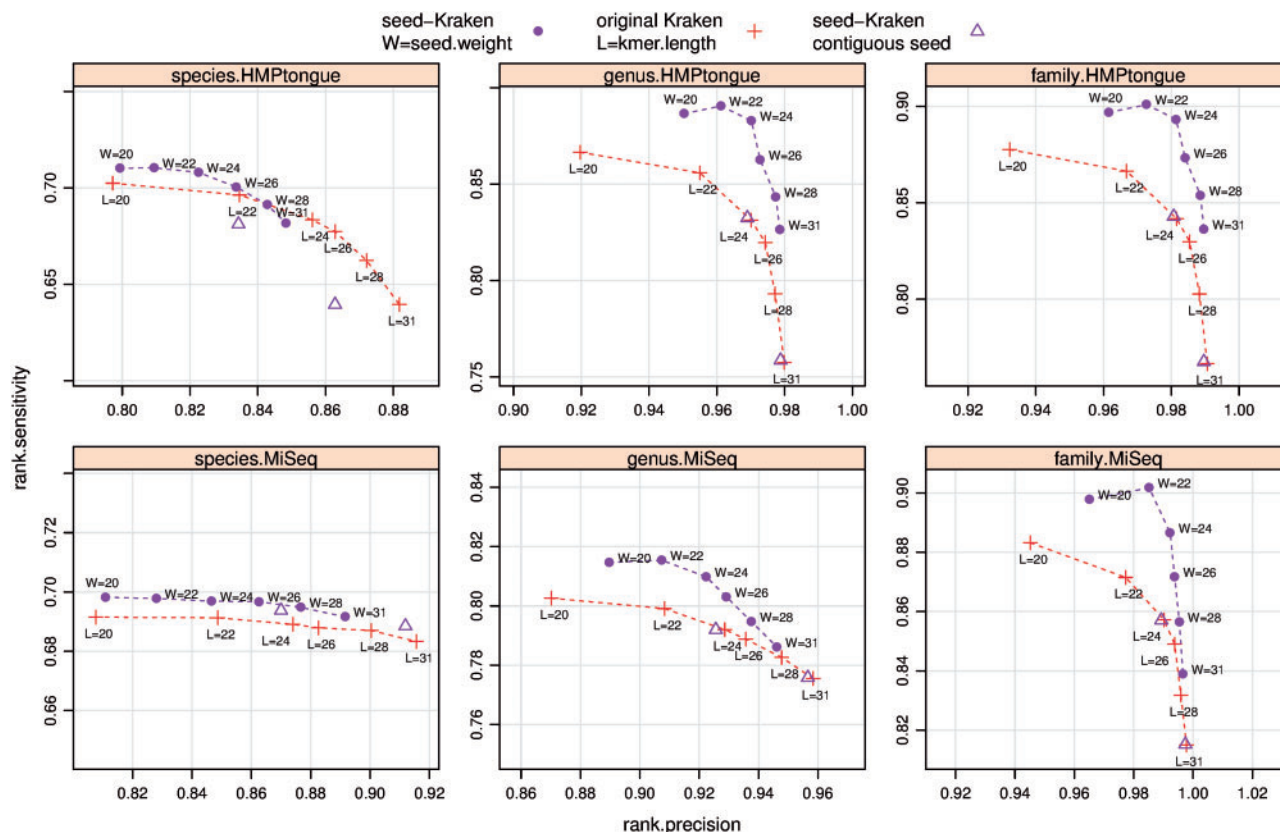 seed−Kraken
W=seed.weight
original Kraken
L=kmer.length
seed−Kraken
contiguous seed
rank.sensitivity
species.HMPtongue
0.70
0.65
W=20
W=22
W=24
W=26
W=28
W=31
L=20
L=22
L=24
L=26
L=28
L=31
0.80 0.82 0.84 0.86 0.88
genus.HMPtongue
0.85
0.80
0.75
W=20
W=22
W=24
W=26
W=28
W=31
L=20
L=22
L=24
L=26
L=28
L=31
0.90 0.92 0.94 0.96 0.98 1.00
family.HMPtongue
0.90
0.85
0.80
W=20
W=22
W=24
W=26
W=28
W=31
L=20
L=22
L=24
L=26
L=28
L=31
0.92 0.94 0.96 0.98 1.00
species.MiSeq
0.72
0.70
0.68
0.66
W=20
W=22
W=24
W=26
W=28
W=31
L=20
L=22
L=24
L=26
L=28
L=31
0.82 0.84 0.86 0.88 0.90 0.92
genus.MiSeq
0.84
0.82
0.80
0.78
0.76
W=20
W=22
W=24
W=26
W=28
W=31
L=20
L=22
L=24
L=26
L=28
L=31
0.86 0.88 0.90 0.92 0.94 0.96
family.MiSeq
0.90
0.88
0.86
0.84
0.82
W=20
W=22
W=24
W=26
W=28
W=31
L=20
L=22
L=24
L=26
L=28
L=31
0.92 0.94 0.96 0.98 1.00 1.02
rank.precision